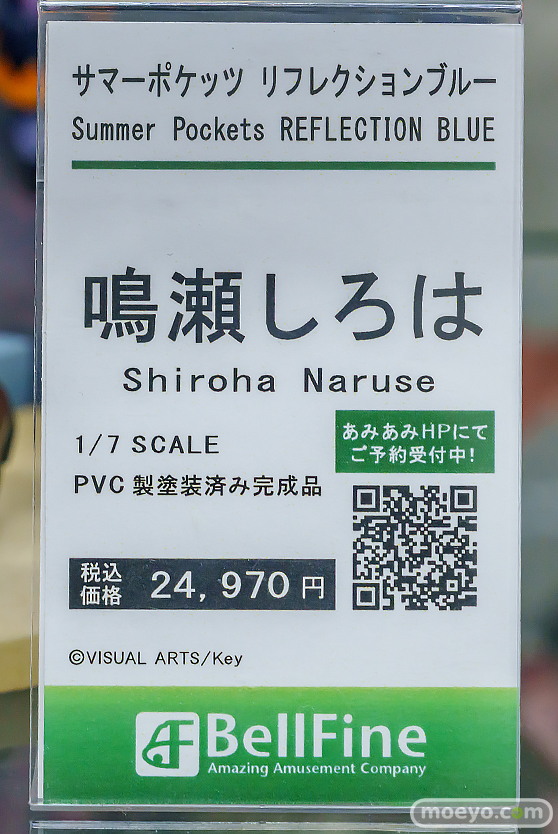 サマーポケッツ リフレクションブルー
Summer Pockets REFLECTION BLUE
鳴瀬しろは
Shiroha Naruse
1/7 SCALE
PVC製塗装済み完成品
あみあみHPにて
ご予約受付中!
税込
価格 24,970円
©VISUAL ARTS/Key
BellFine
Amazing Amusement Company
moeyo.com